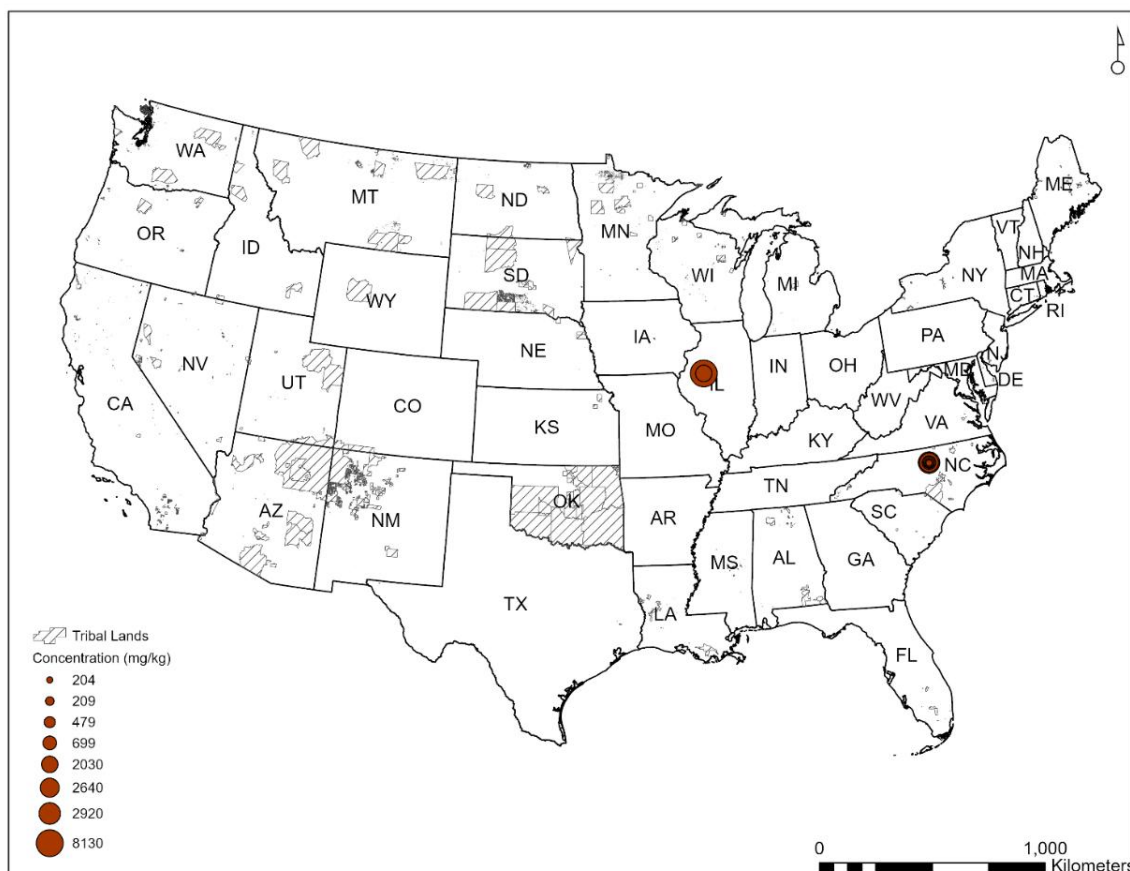 WA
MT
ND
MN
ME
OR
ID
SD
WI
MI
VT
NH
NY
MA
CT
RI
WY
IA
PA
NE
NV
UT
IL
IN
OH
N
MD
DE
CA
CO
KS
MO
WV
VA
KY
NC
TN
AZ
NM
OK
AR
SC
MS
AL
GA
TX
LA
FL
Tribal Lands
Concentration (mg/kg)
204
209
479
699
2030
2640
2920
8130
0 1,000
Kilometers